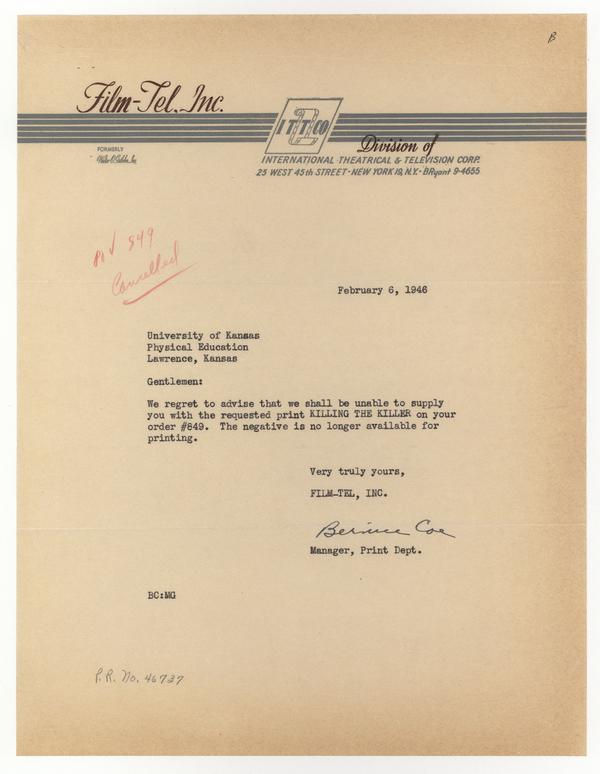 B
Film-Tel, Inc.
ITTCO
Division of
INTERNATIONAL THEATRICAL & TELEVISION CORP.
25 WEST 45th STREET · NEW YORK 19, N.Y. · BRyant 9-4655
FORMERLY
849
Cancelled
February 6, 1946
University of Kansas
Physical Education
Lawrence, Kansas
Gentlemen:
We regret to advise that we shall be unable to supply
you with the requested print KILLING THE KILLER on your
order #849. The negative is no longer available for
printing.
Very truly yours,
FILM-TEL, INC.
Bernice Coe
Manager, Print Dept.
BC:MG
P.R. No. 46737